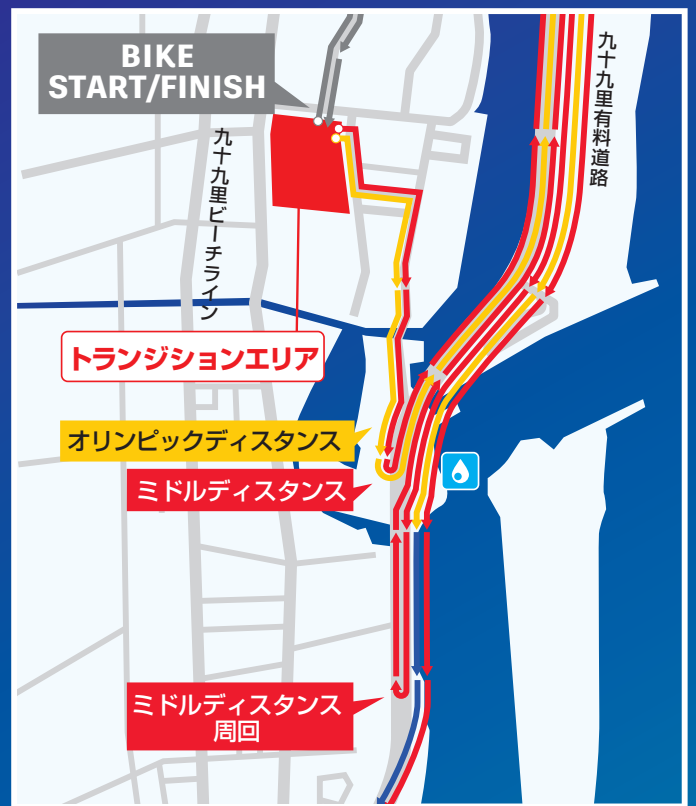 BIKE
START/FINISH
九十九里有料道路
九十九里ビーチライン
トランジションエリア
オリンピックディスタンス
ミドルディスタンス
ミドルディスタンス
周回